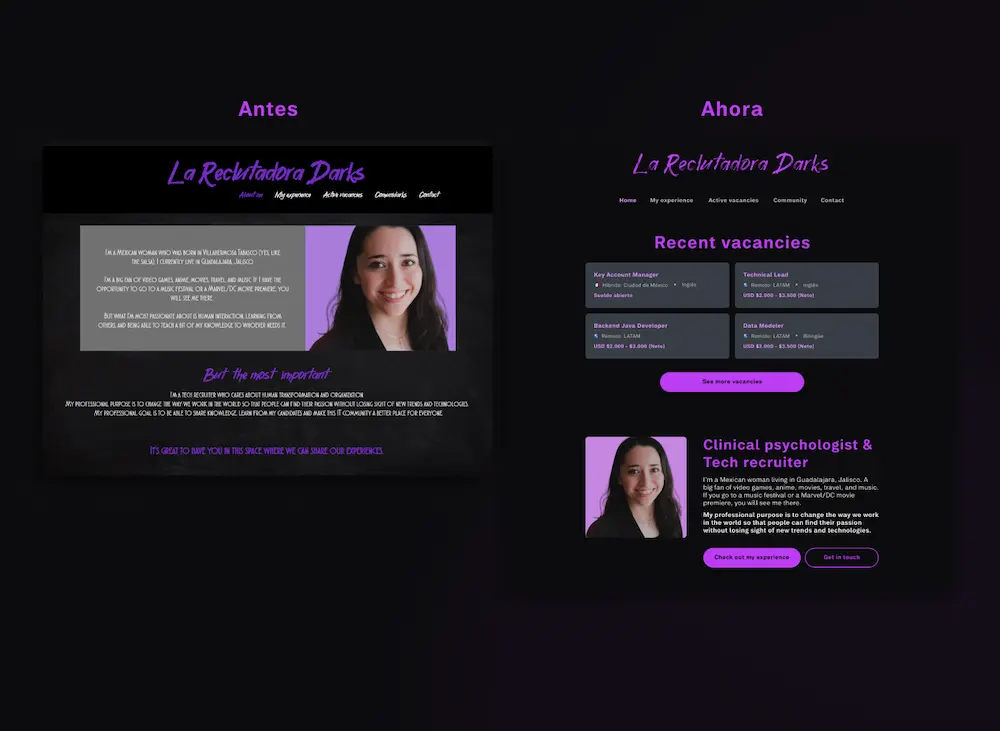 Antes
La Reclutadora Darks
About me My experience Active vacancies Comunidarks Contact
I'm a Mexican woman who was born in Villahermosa Tabasco (yes, like
the salsa), I currently live in Guadalajara, Jalisco.
I'm a big fan of video games, anime, movies, travel, and music. If I have the
opportunity to go to a music festival or a Marvel/DC movie premiere, you
will see me there.
But what I'm most passionate about is human interaction, learning from
others, and being able to teach a bit of my knowledge to whoever needs it.
But the most important
I'm a tech recruiter who cares about human transformation and organization.
My professional purpose is to change the way we work in the world so that people can find their passion without losing sight of new trends and technologies.
My professional goal is to be able to share knowledge, learn from my candidates and make this IT community a better place for everyone.
It's great to have you in this space where we can share our experiences.
Ahora
La Reclutadora Darks
Home My experience Active vacancies Community Contact
Recent vacancies
Key Account Manager
Híbrido: Ciudad de México • Inglés
Sueldo abierto
Technical Lead
Remoto: LATAM • Inglés
USD $2.000 - $3.500 (Neto)
Backend Java Developer
Remoto: LATAM
USD $2.000 - $3.000 (Neto)
Data Modeler
Remoto: LATAM • Bilingüe
USD $3.000 - $3.500 (Neto)
See more vacancies
Clinical psychologist &
Tech recruiter
I'm a Mexican woman living in Guadalajara, Jalisco. A
big fan of video games, anime, movies, travel, and music.
If you go to a music festival or a Marvel/DC movie
premiere, you will see me there.
My professional purpose is to change the way we work
in the world so that people can find their passion
without losing sight of new trends and technologies.
Check out my experience
Get in touch